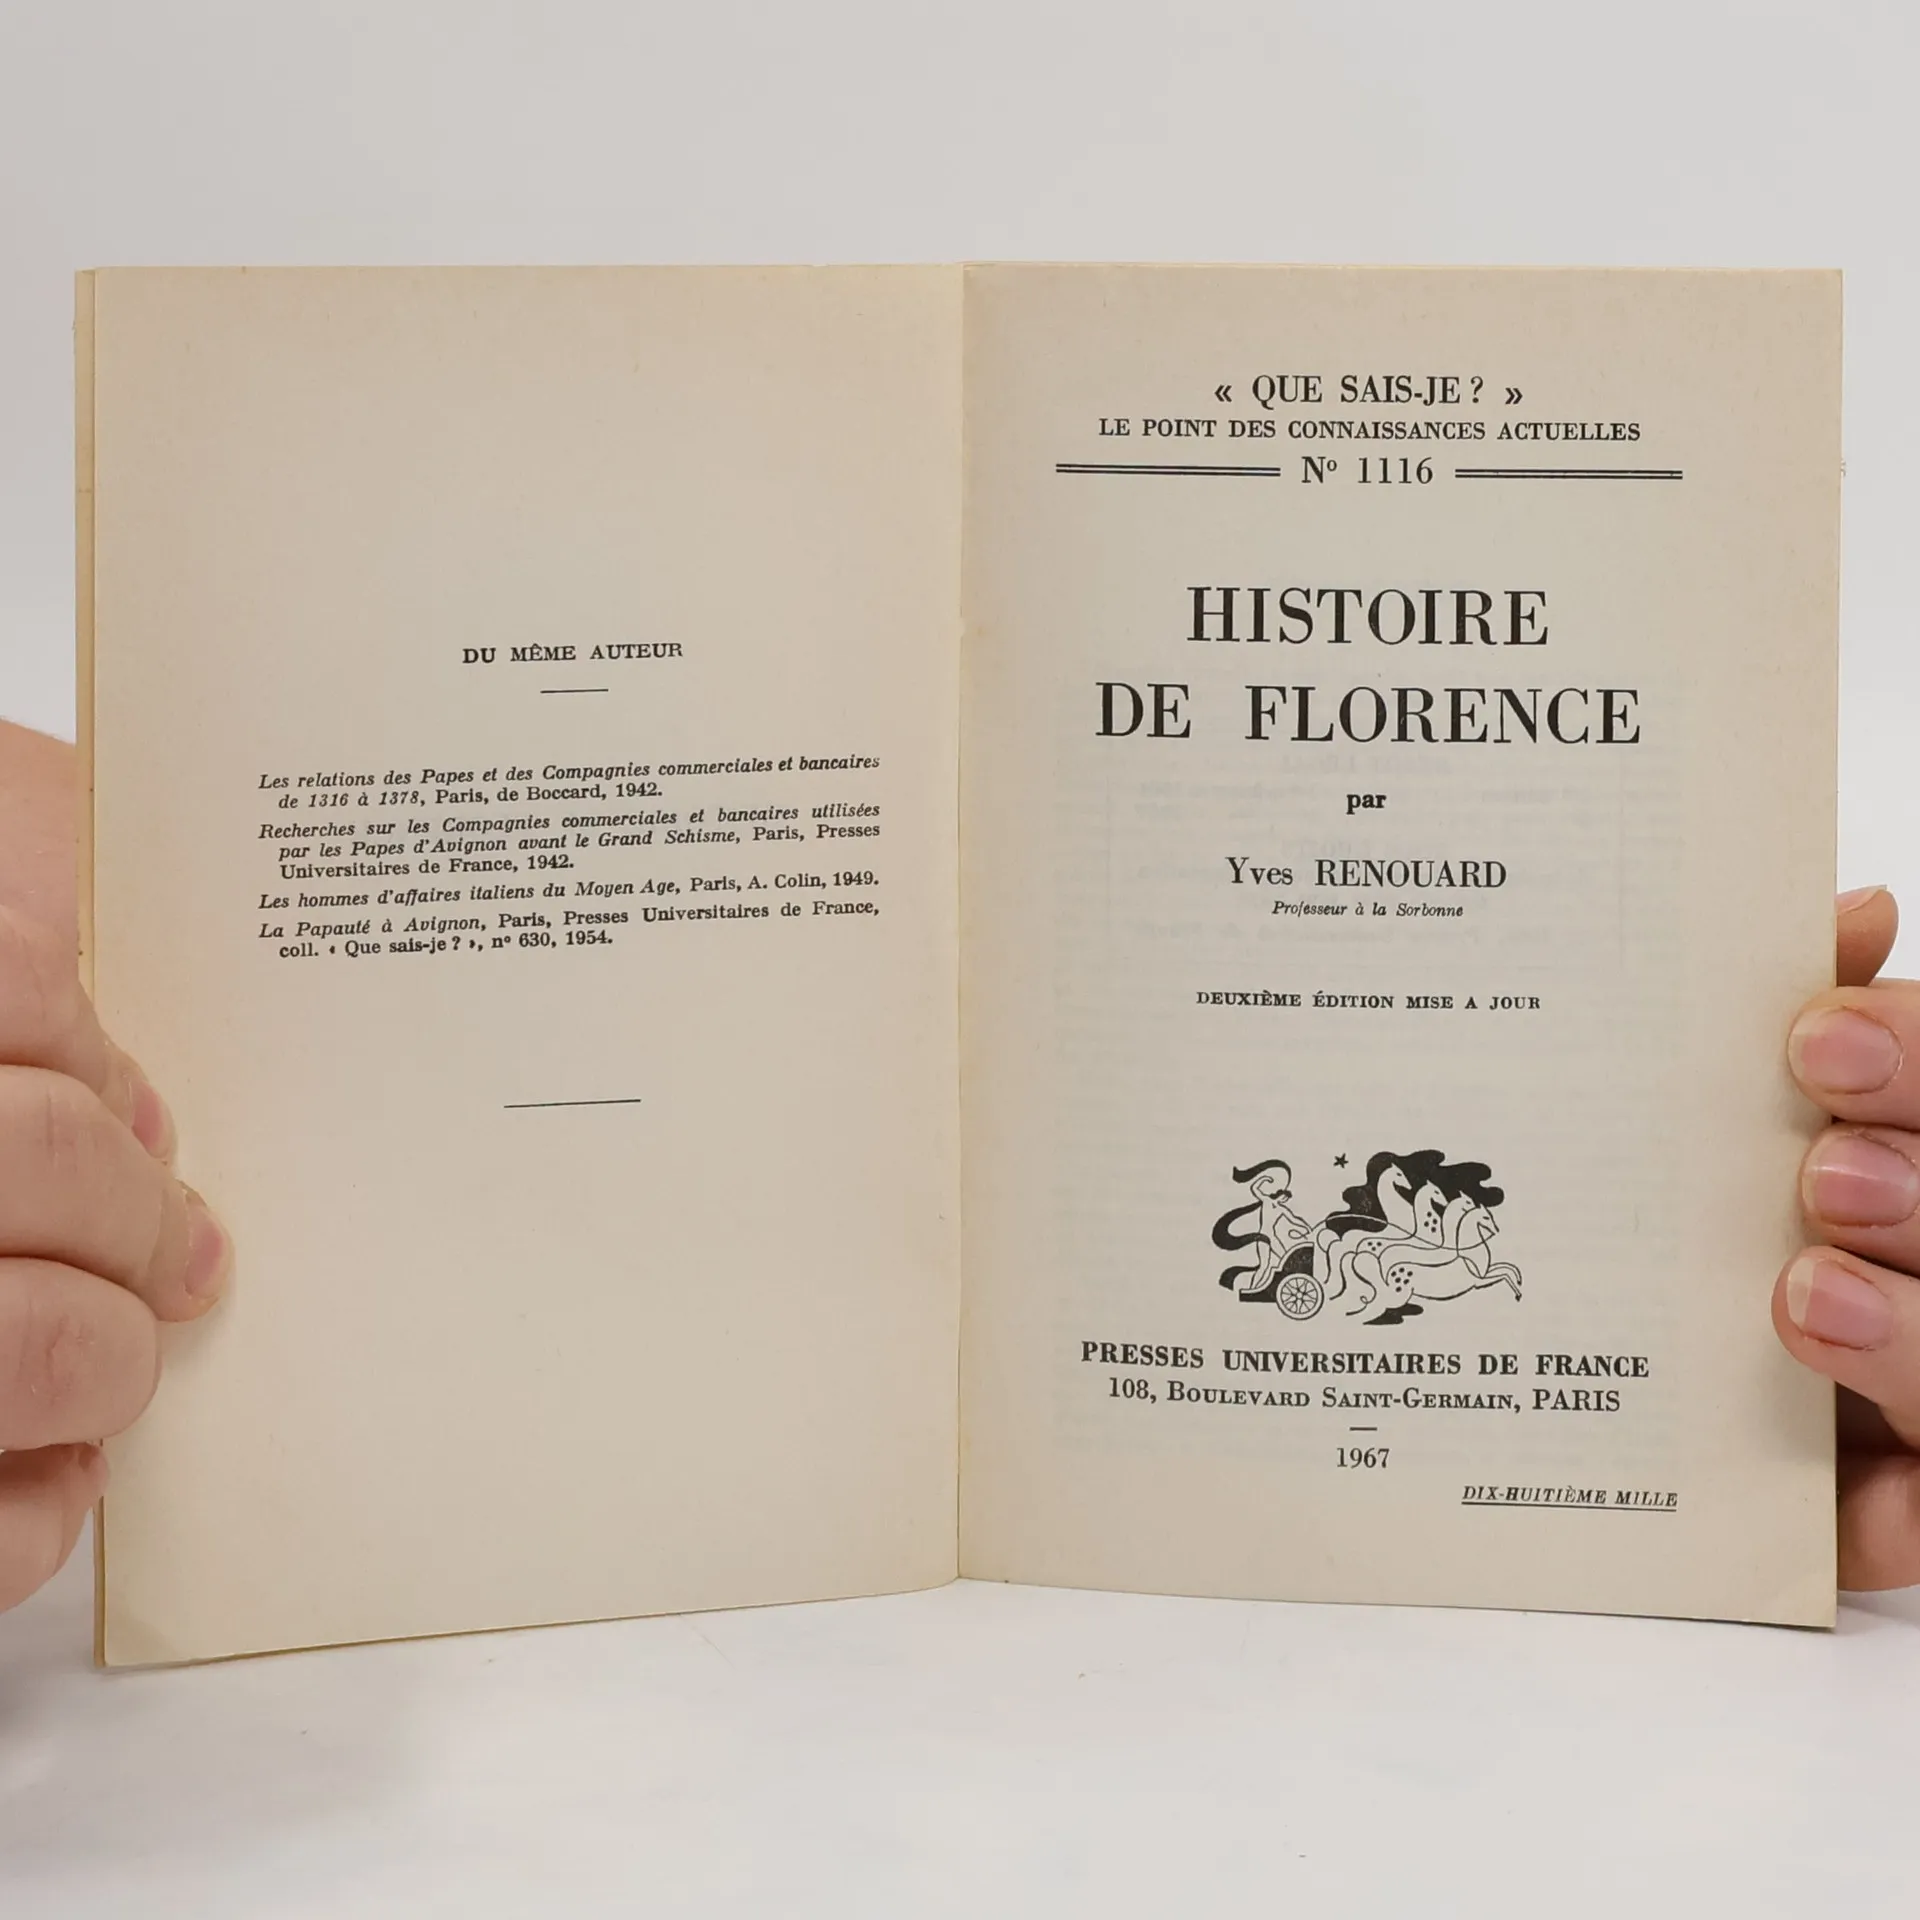 DU MÊME AUTEUR
Les relations des Papes et des Compagnies commerciales et bancaires
de 1316 à 1378, Paris, de Boccard, 1942.
Recherches sur les Compagnies commerciales et bancaires utilisées
par les Papes d'Avignon avant le Grand Schisme, Paris, Presses
Universitaires de France, 1942.
Les hommes d'affaires italiens du Moyen Age, Paris, A. Colin, 1949.
La Papauté à Avignon, Paris, Presses Universitaires de France,
coll. « Que sais-je ? », nº 630, 1954.
« QUE SAIS-JE ? »
LE POINT DES CONNAISSANCES ACTUELLES
Nº 1116
HISTOIRE
DE FLORENCE
par
Yves RENOUARD
Professeur à la Sorbonne
DEUXIÈME ÉDITION MISE A JOUR
PRESSES UNIVERSITAIRES DE FRANCE
108, BOULEVARD SAINT-GERMAIN, PARIS
1967
DIX-HUITIÈME MILLE